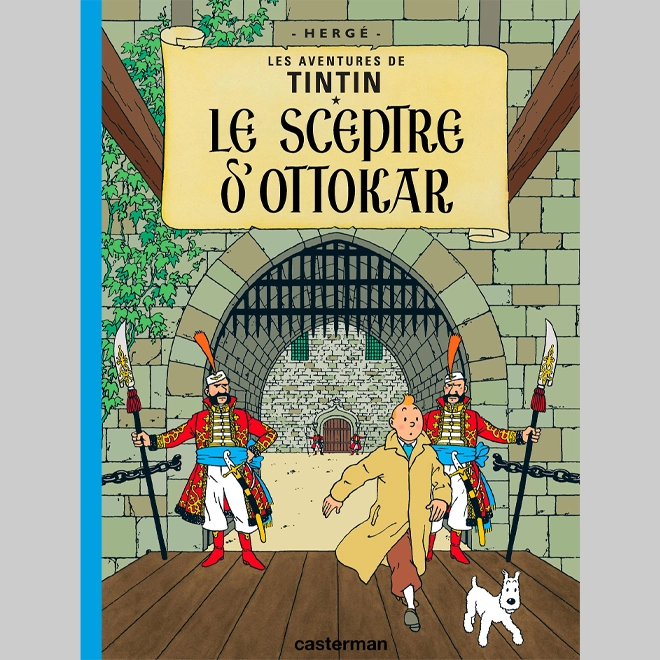 - HERGÉ -
LES AVENTURES DE
TINTIN
LE SCEPTRE
D'OTTOKAR
casterman